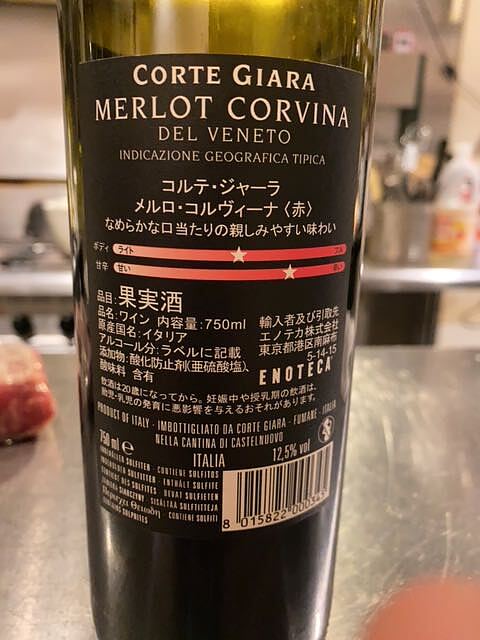 CORTE GIARA
MERLOT CORVINA
DEL VENETO
INDICAZIONE GEOGRAFICA TIPICA
コルテ・ジャーラ
メルロ・コルヴィーナ〈赤〉
なめらかな口当たりの親しみやすい味わい
ボディ ライト フル
甘辛 甘い
品目:果実酒
品名:ワイン 内容量:750ml
原産国名:イタリア
アルコール分:ラベルに記載
添加物:酸化防止剤(亜硫酸塩)、
酸味料 含有
輸入者及び引取先
エノテカ株式会社
東京都港区南麻布
5-14-15
ENOTECA
飲酒は20歳になってから。妊娠中や授乳期の飲酒は、
胎児・乳児の発育に悪影響を与えるおそれがあります。
PRODUCT OF ITALY · IMBOTTIGLIATO DA CORTE GIARA · FUMANE · ITALIA
NELLA CANTINA DI CASTELNUOVO
ITALIA
750 ml e
12,5% vol
SULFITER · CONTIENE SULFITOS
SULFITER · ENTHÄLT SULFITE
DES SULFITES · BEVAT SULFIETEN
SIARCZYNY · SISÄLTÄÄ SULFIITTEJA
CONTAINS SULPHITES · CONTIENE SOLFITI
8 015822 000345